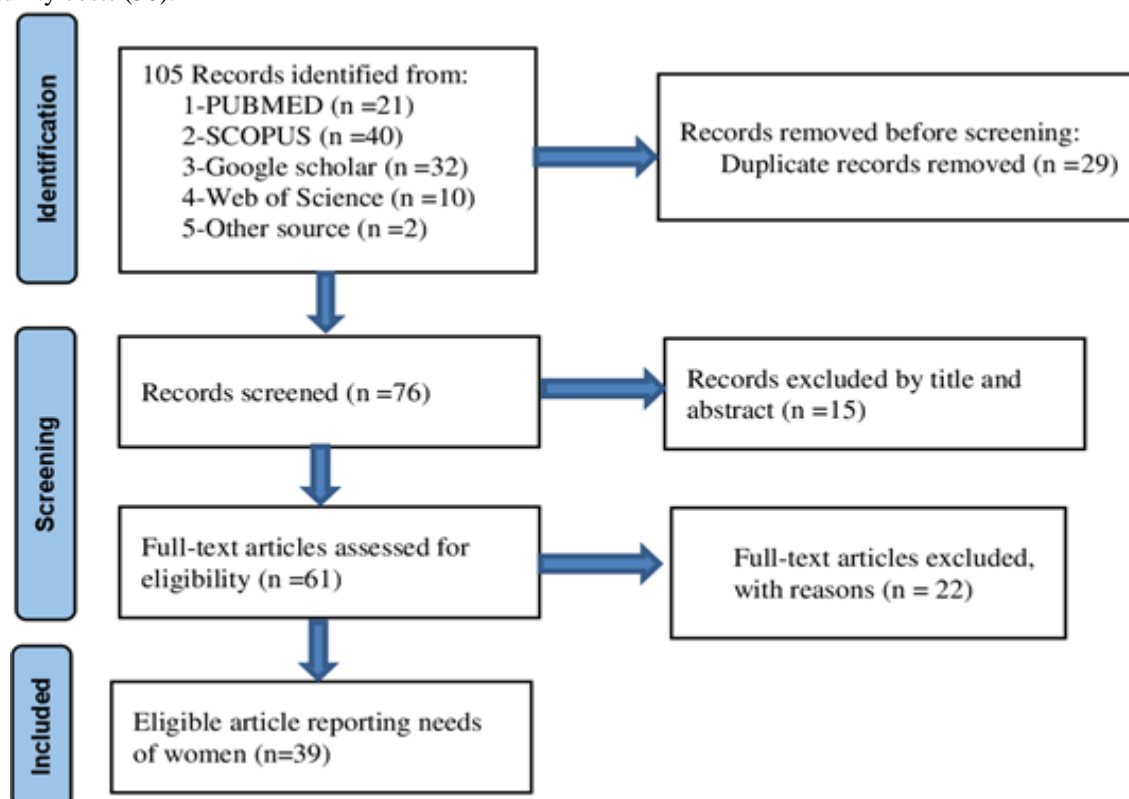 Identification
105 Records identified from:
1-PUBMED (n =21)
2-SCOPUS (n =40)
3-Google scholar (n =32)
4-Web of Science (n =10)
5-Other source (n =2)
Records removed before screening:
Duplicate records removed (n =29)
Screening
Records screened (n =76)
Records excluded by title and
abstract (n =15)
Full-text articles assessed for
eligibility (n =61)
Full-text articles excluded,
with reasons (n = 22)
Included
Eligible article reporting needs
of women (n=39)